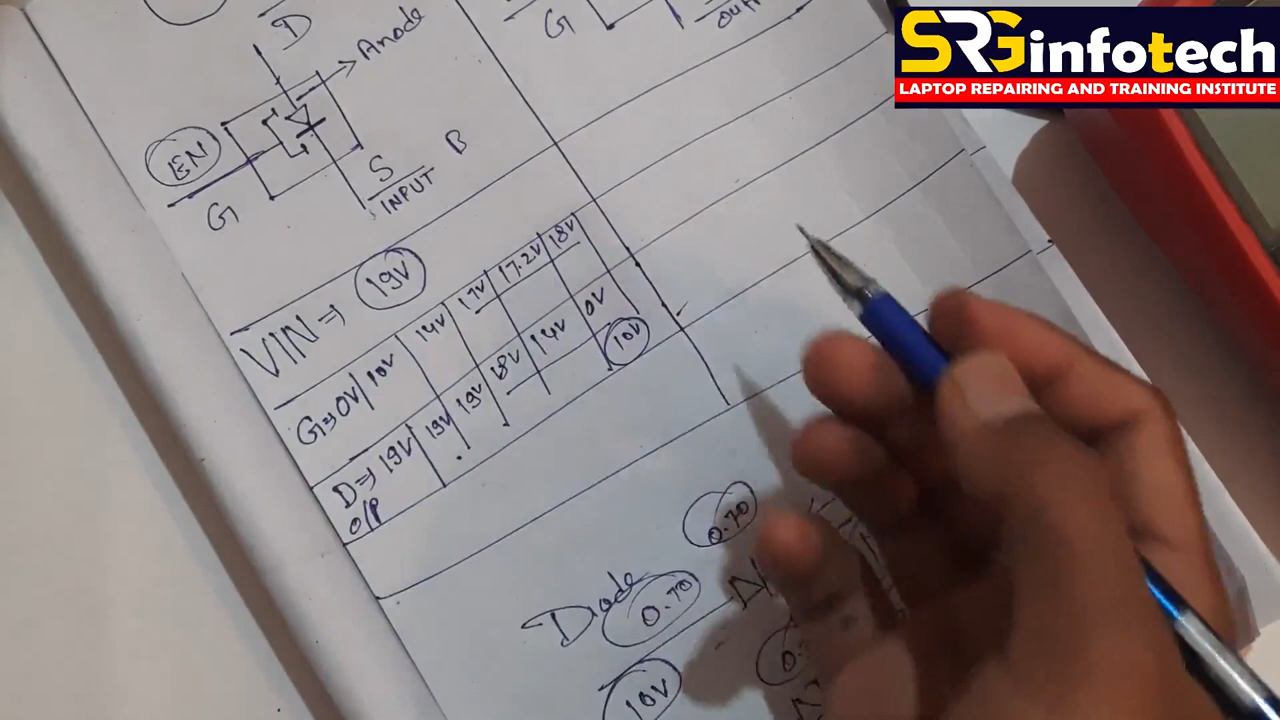 SRGinfotech
LAPTOP REPAIRING AND TRAINING INSTITUTE
D
Anode
EN
G
S
INPUT
B
G
VIN ⇒ 19V
G ⇒ 0V 10V 14V 17V 17.2V 18V
D ⇒ 19V 19V 19V 18V 14V 0V
O/P
10V
0.70
Diode
0.70
10V